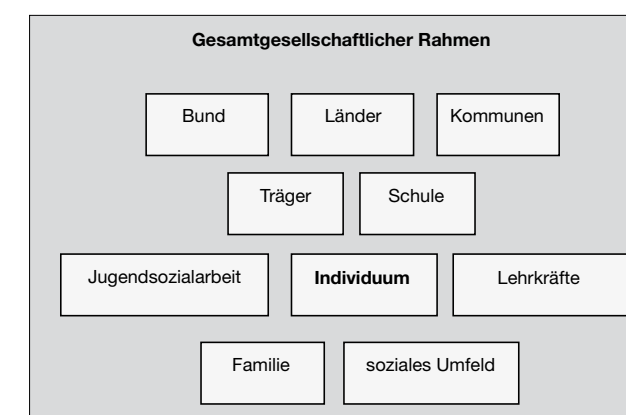 Gesamtgesellschaftlicher Rahmen
Bund Länder Kommunen
Träger Schule
Jugendsozialarbeit Individuum Lehrkräfte
Familie soziales Umfeld